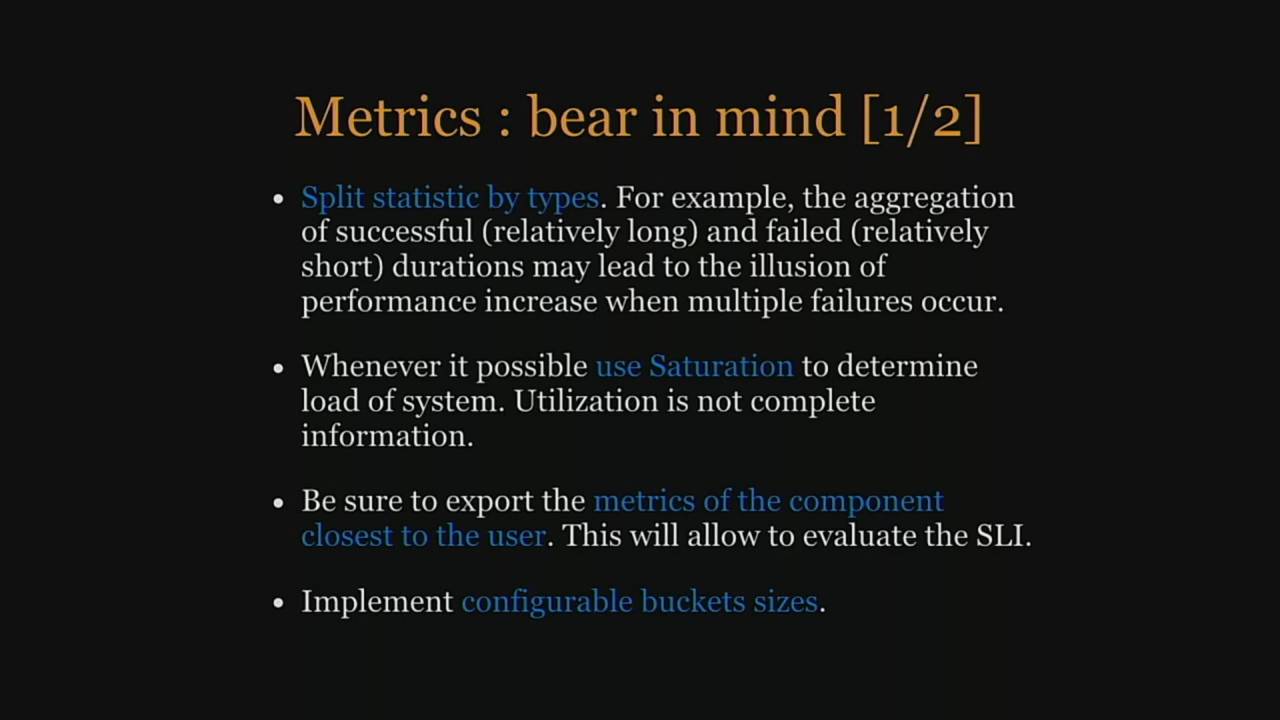 Metrics : bear in mind [1/2]
• Split statistic by types. For example, the aggregation
of successful (relatively long) and failed (relatively
short) durations may lead to the illusion of
performance increase when multiple failures occur.
• Whenever it possible use Saturation to determine
load of system. Utilization is not complete
information.
• Be sure to export the metrics of the component
closest to the user. This will allow to evaluate the SLI.
• Implement configurable buckets sizes.